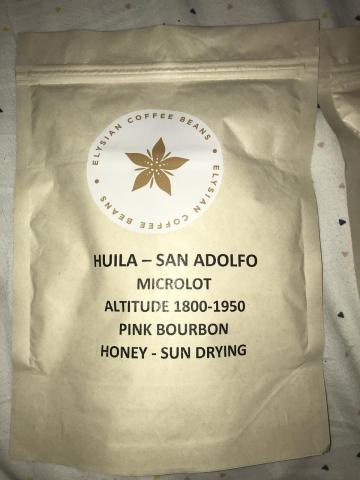 ELYSIAN COFFEE BEANS • ELYSIAN COFFEE BEANS •
HUILA – SAN ADOLFO
MICROLOT
ALTITUDE 1800-1950
PINK BOURBON
HONEY - SUN DRYING